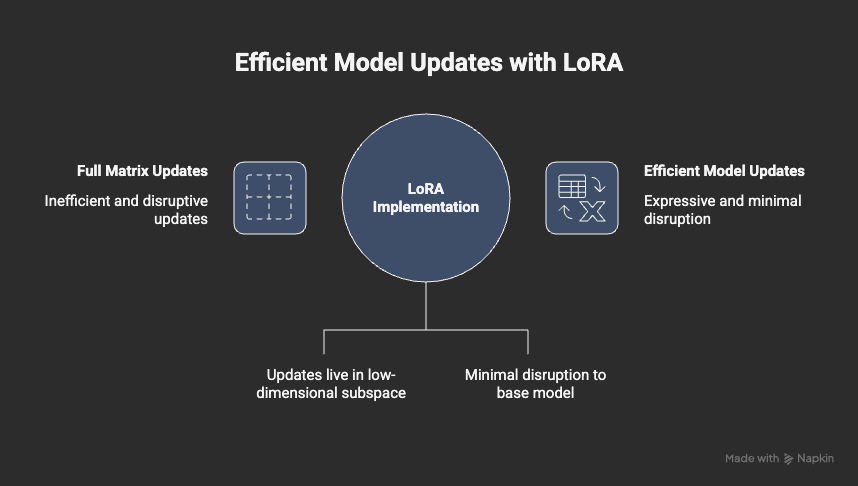 Efficient Model Updates with LoRA
Full Matrix Updates
Inefficient and disruptive
updates
LoRA
Implementation
Efficient Model Updates
Expressive and minimal
disruption
Updates live in low-
dimensional subspace
Minimal disruption to
base model
Made with Napkin